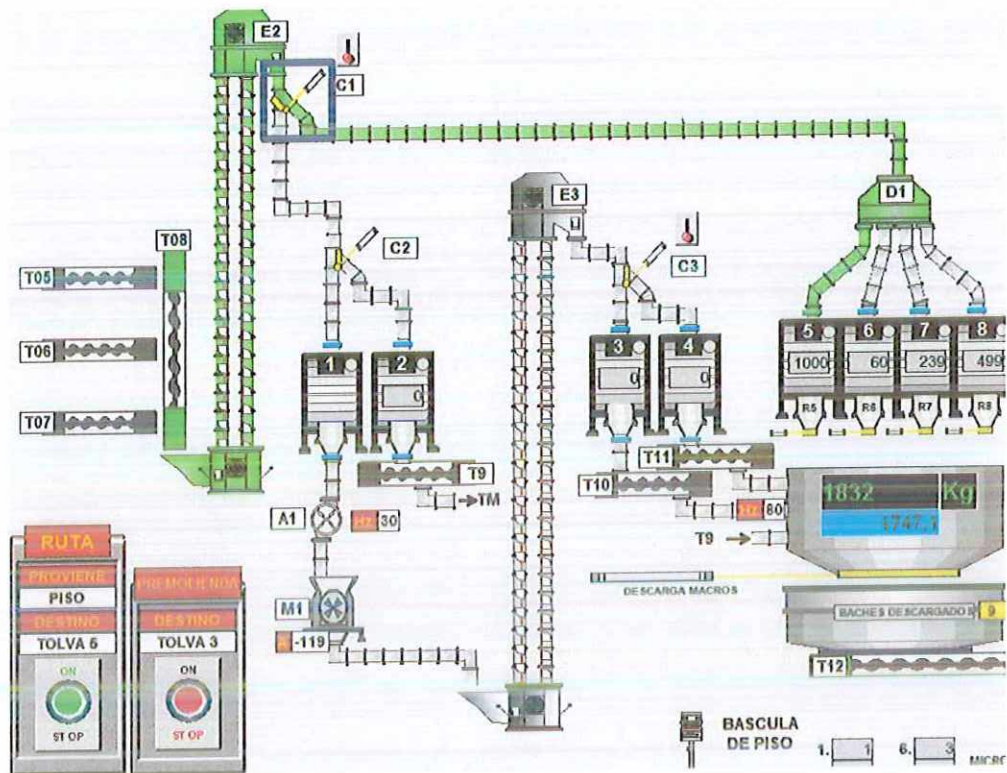 E2
C1
D1
E3
T08
C2
C3
T05
T06
T07
1
2
0
3
0
4
0
5
1000
6
60
7
239
8
499
R5
R6
R7
R8
T9
TM
T11
T10
A1
HZ 30
HZ 80
1832 Kg
1747.1
T9
DESCARGA MACROS
M1
-119
BACHES DESCARGADO 9
T12
RUTA
PROVIENE
PISO
DESTINO
ON
STOP
PREMOLIENDA
DESTINO
TOLVA 3
ON
STOP
BASCULA
DE PISO
1. 1
6. 3
MICRO